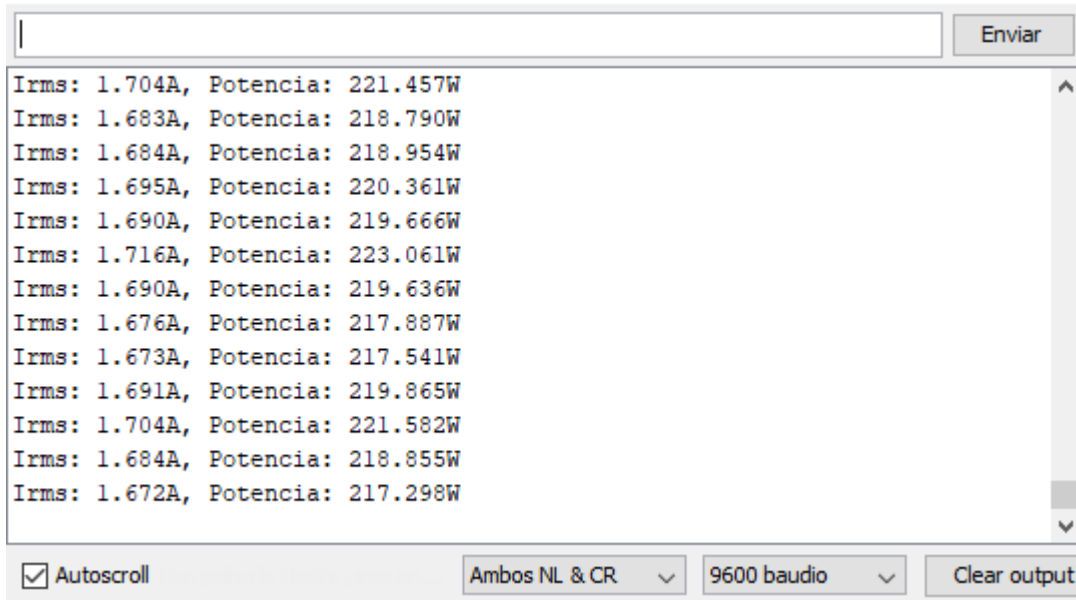 Enviar
Irms: 1.704A, Potencia: 221.457W
Irms: 1.683A, Potencia: 218.790W
Irms: 1.684A, Potencia: 218.954W
Irms: 1.695A, Potencia: 220.361W
Irms: 1.690A, Potencia: 219.666W
Irms: 1.716A, Potencia: 223.061W
Irms: 1.690A, Potencia: 219.636W
Irms: 1.676A, Potencia: 217.887W
Irms: 1.673A, Potencia: 217.541W
Irms: 1.691A, Potencia: 219.865W
Irms: 1.704A, Potencia: 221.582W
Irms: 1.684A, Potencia: 218.855W
Irms: 1.672A, Potencia: 217.298W
Autoscroll Ambos NL & CR 9600 baudio Clear output